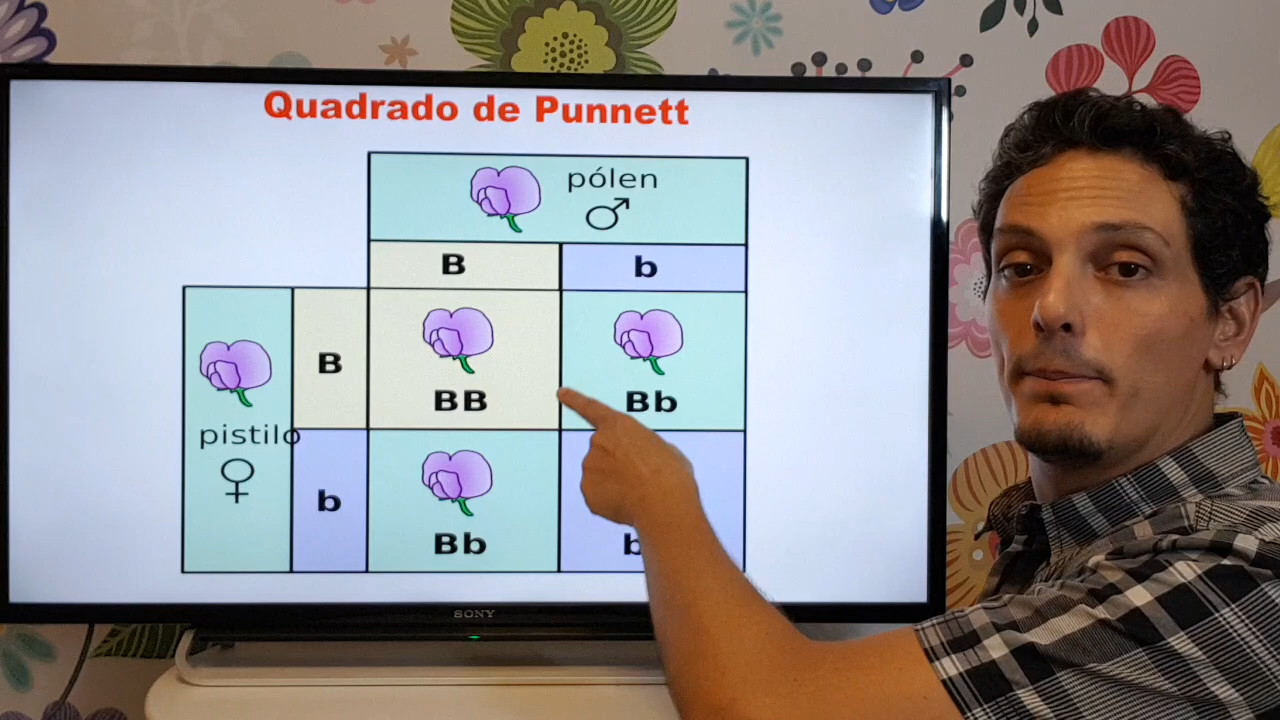 Quadrado de Punnett
pólen
♂
B b
B
BB Bb
pistilo
♀
b
Bb b
SONY